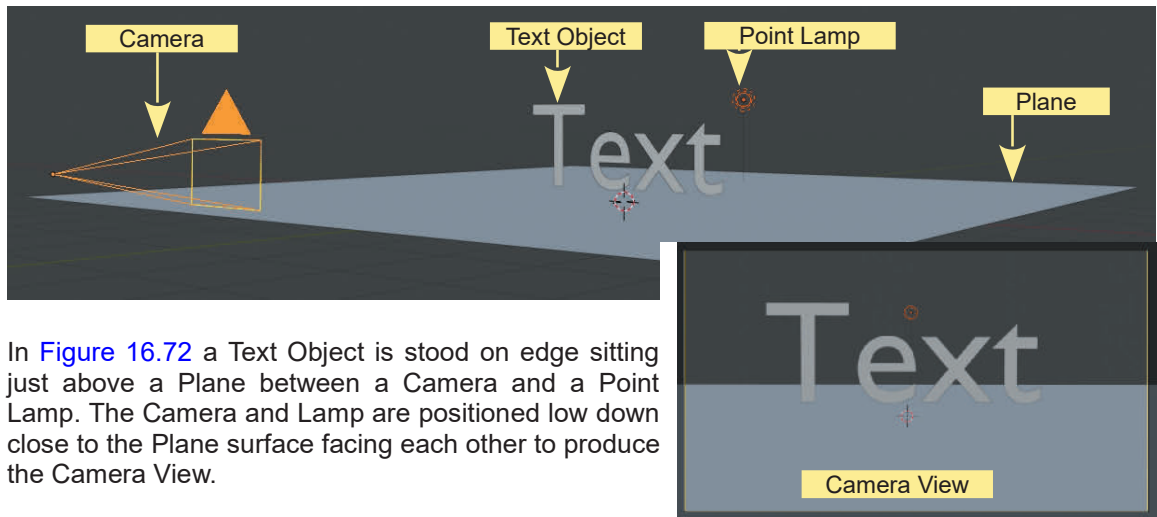 Camera
Text Object
Point Lamp
Plane
Text
In Figure 16.72 a Text Object is stood on edge sitting
just above a Plane between a Camera and a Point
Lamp. The Camera and Lamp are positioned low down
close to the Plane surface facing each other to produce
the Camera View.
Text
Camera View